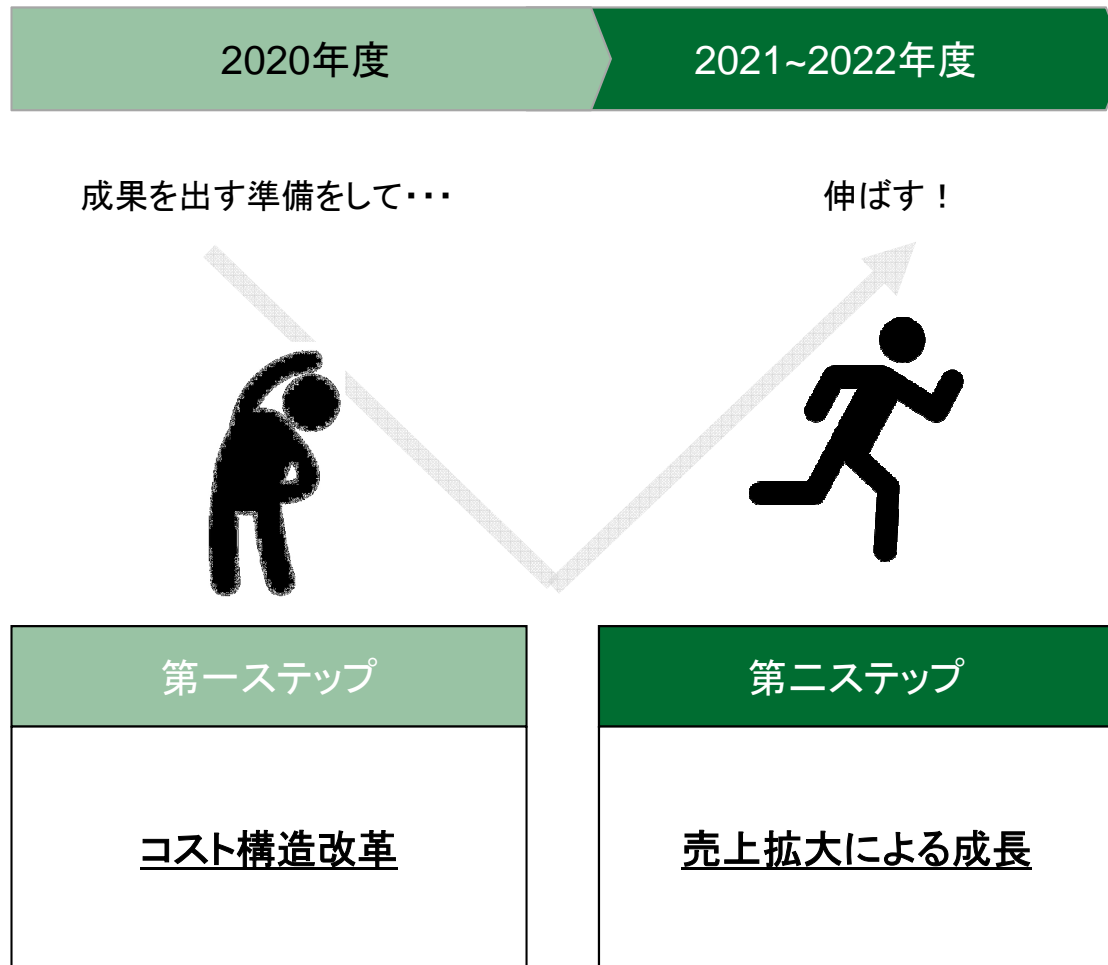 2020年度
2021~2022年度
成果を出す準備をして・・・
伸ばす！
第一ステップ
第二ステップ
コスト構造改革
売上拡大による成長